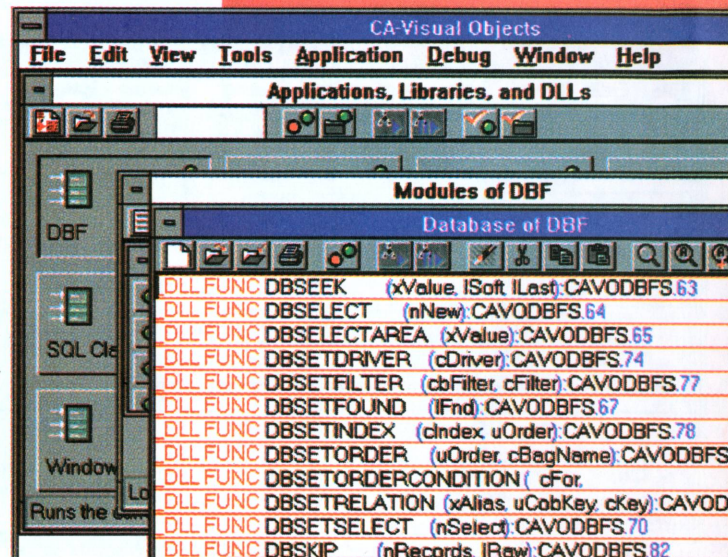 CA-Visual Objects
File Edit View Tools Application Debug Window Help
Applications, Libraries, and DLLs
Modules of DBF
Database of DBF
DBF
SQL Cla
Window
Runs the
Lo
DLL FUNC DBSEEK (xValue, lSoft, lLast):CAVODBFS.63
DLL FUNC DBSELECT (nNew):CAVODBFS.64
DLL FUNC DBSELECTAREA (xValue):CAVODBFS.65
DLL FUNC DBSETDRIVER (cDriver):CAVODBFS.74
DLL FUNC DBSETFILTER (cbFilter, cFilter):CAVODBFS.77
DLL FUNC DBSETFOUND (lFnd):CAVODBFS.67
DLL FUNC DBSETINDEX (cIndex, uOrder):CAVODBFS.78
DLL FUNC DBSETORDER (uOrder, cBagName):CAVODBFS
DLL FUNC DBSETORDERCONDITION ( cFor,
DLL FUNC DBSETRELATION (xAlias, uCobKey, cKey):CAVOD
DLL FUNC DBSETSELECT (nSelect):CAVODBFS.70
DLL FUNC DBSKIP (nRecords, lRaw):CAVODBFS.82